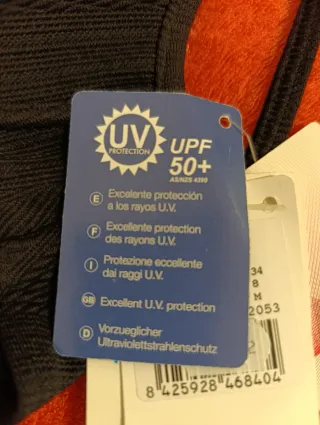 UV
PROTECTION
UPF
50+
AS/NZS 4399
E Excelente protección
a los rayos U.V.
F Excellente protection
des rayons U.V.
I Protezione eccellente
dai raggi U.V.
GB Excellent U.V. protection
D Vorzueglicher
Ultraviolettstrahlenschutz
34
8
M
2053
8 425928 468404